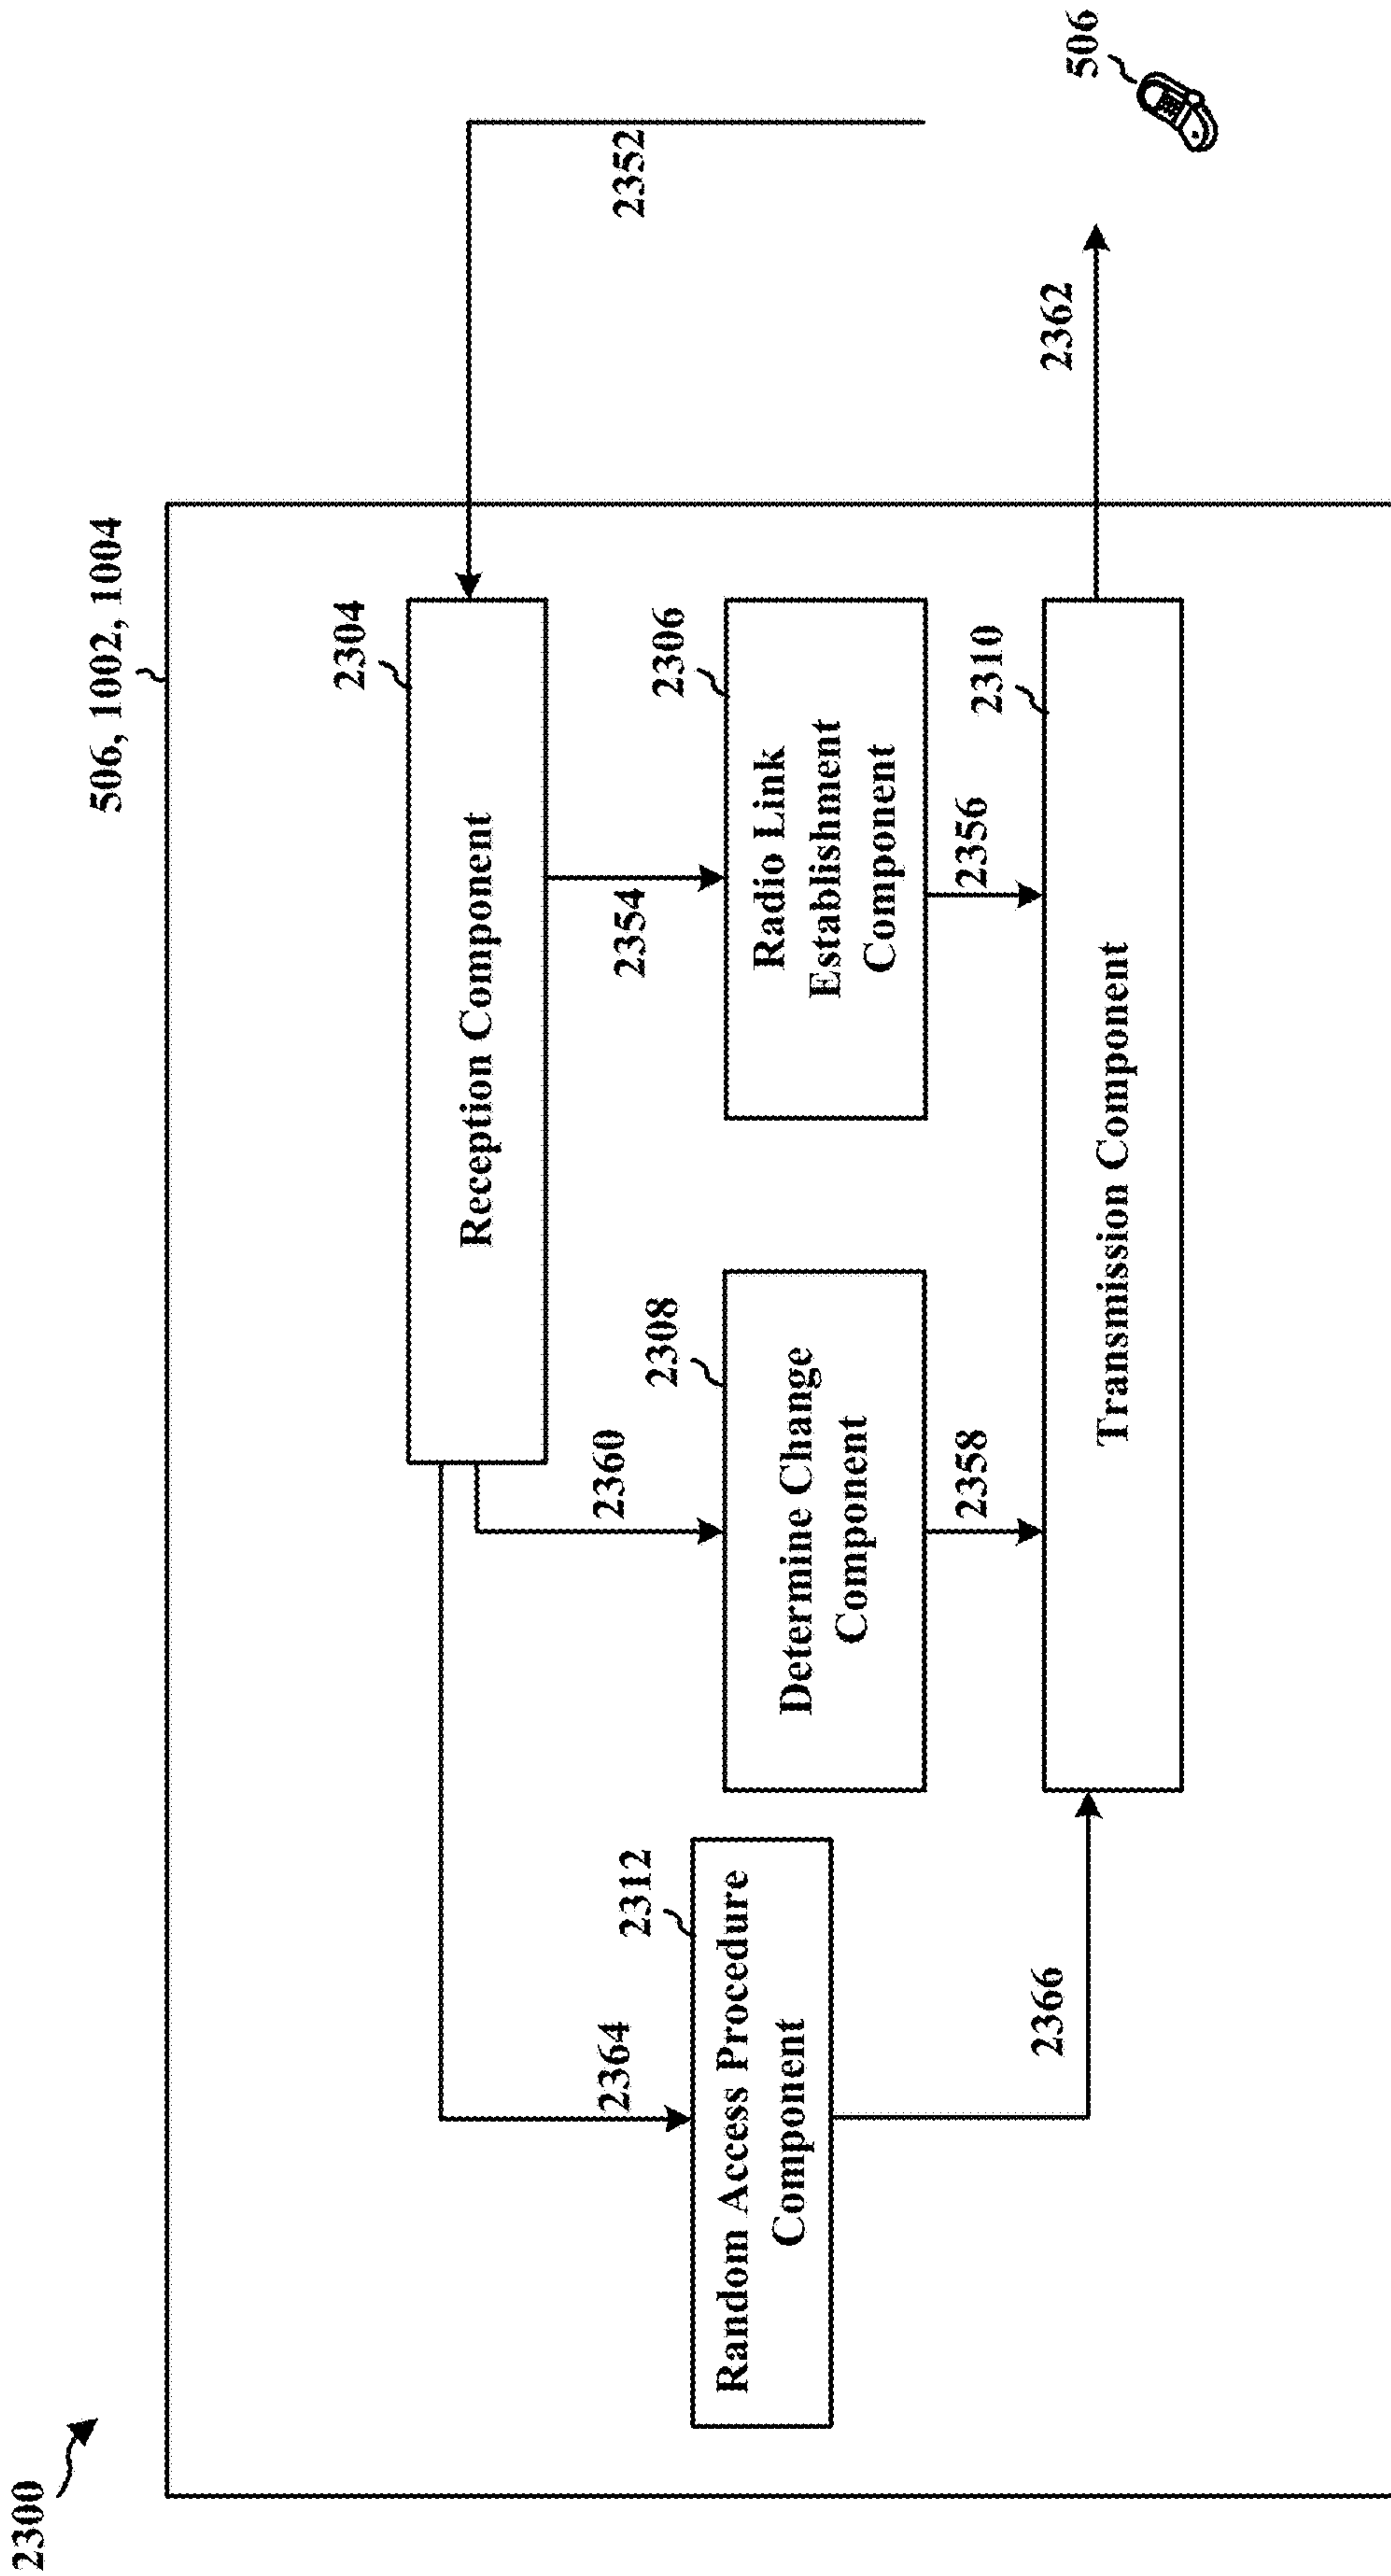 2300
506, 1002, 1004
2304
Reception Component
2352
506
2364
2360
2354
2312
2308
2306
Random Access Procedure
Component
Determine Change
Component
Radio Link
Establishment
Component
2358
2356
2310
2366
2362
Transmission Component